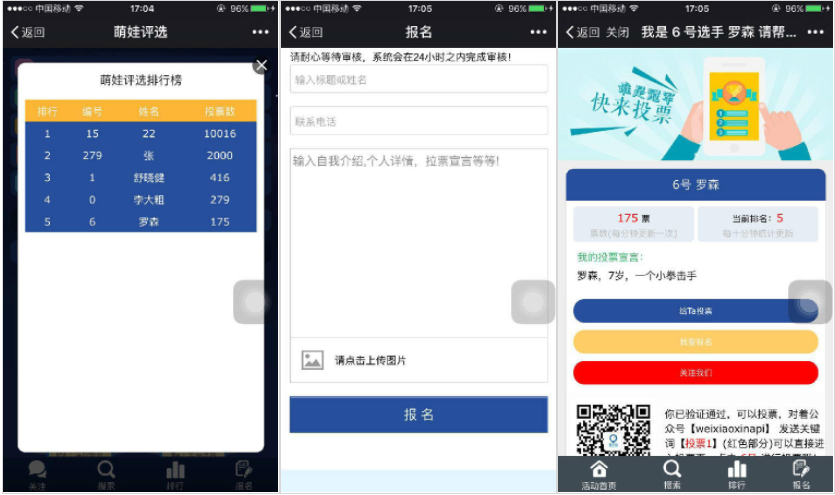 中国移动
17:04
96%
返回
萌娃评选
萌娃评选排行榜
排行 编号 姓名 投票数
1 15 22 10016
2 279 张 2000
3 1 舒晓健 416
4 0 李大粗 279
5 6 罗森 175
关注 搜索 排行 报名
中国移动
17:05
96%
返回
报名
请耐心等待审核，系统会在24小时之内完成审核！
输入标题或姓名
联系电话
输入自我介绍,个人详情，拉票宣言等等!
请点击上传图片
报 名
中国移动
17:05
96%
返回 关闭 我是 6 号选手 罗森 请帮...
谁是冠军
快来投票
6号 罗森
175 票
票数(每分钟更新一次)
当前排名：5
每十分钟统计更新
我的投票宣言：
罗森，7岁，一个小拳击手
给Ta投票
我要报名
关注我们
你已验证通过，可以投票，对着公
众号【weixiaoxinapi】 发送关键
词【投票1】(红色部分)可以直接进
活动首页 搜索 排行 报名